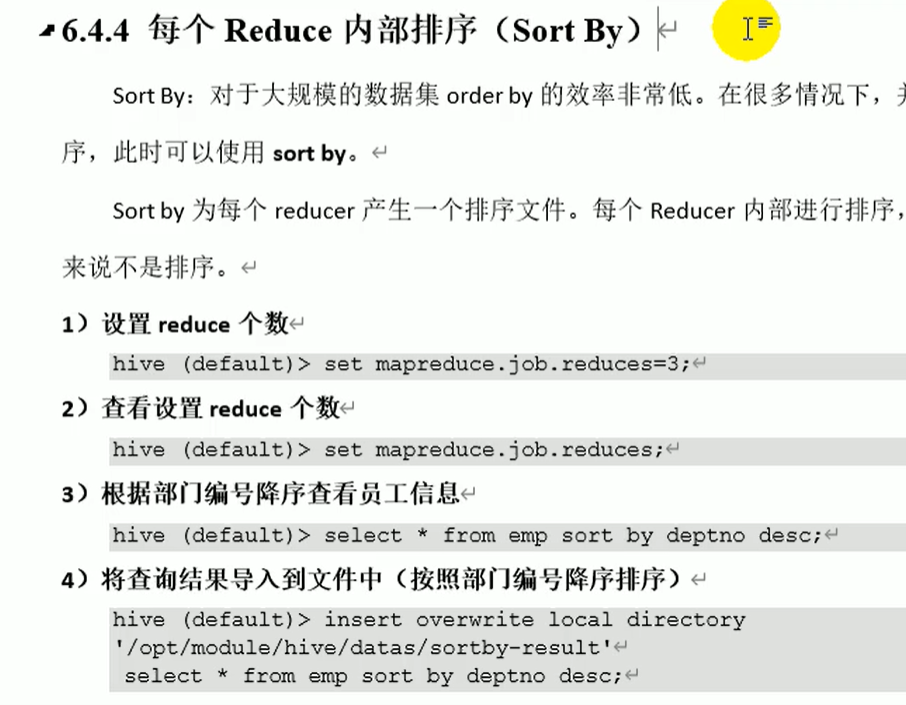 6.4.4 每个 Reduce 内部排序（Sort By）
Sort By：对于大规模的数据集 order by 的效率非常低。在很多情况下，
序，此时可以使用 sort by。
Sort by 为每个 reducer 产生一个排序文件。每个 Reducer 内部进行排序，
来说不是排序。
1）设置 reduce 个数
hive (default)> set mapreduce.job.reduces=3;
2）查看设置 reduce 个数
hive (default)> set mapreduce.job.reduces;
3）根据部门编号降序查看员工信息
hive (default)> select * from emp sort by deptno desc;
4）将查询结果导入到文件中（按照部门编号降序排序）
hive (default)> insert overwrite local directory
'/opt/module/hive/datas/sortby-result'
select * from emp sort by deptno desc;